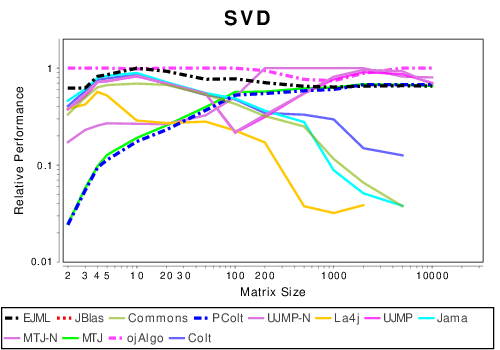 SVD
Relative Performance
1
0.1
0.01
2 3 4 5 10 20 30 100 200 1000 10000
Matrix Size
EJML JBlas Commons PColt UJMP-N La4j UJMP Jama
MTJ-N MTJ ojAlgo Colt